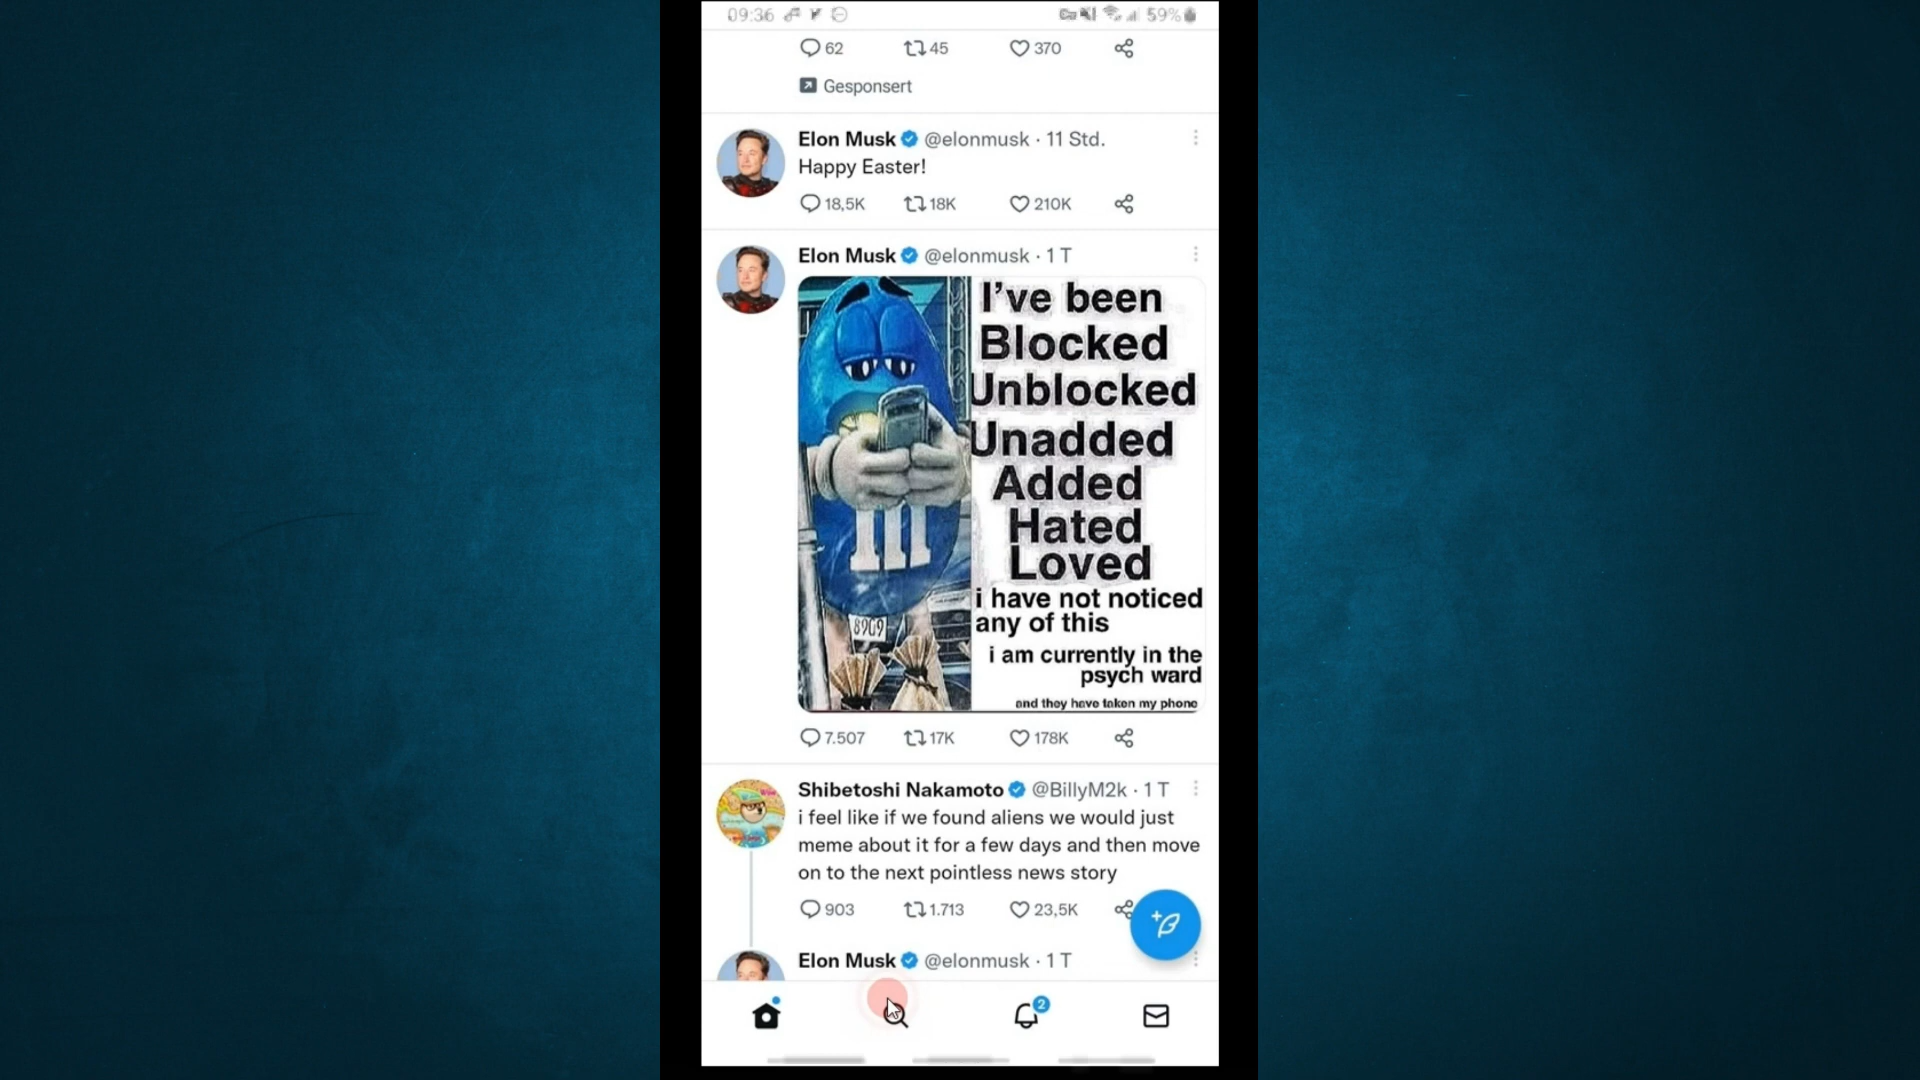 09:36 59%
62 45 370
Gesponsert
Elon Musk @elonmusk · 11 Std.
Happy Easter!
18,5K 18K 210K
Elon Musk @elonmusk · 1 T
I've been
Blocked
Unblocked
Unadded
Added
Hated
Loved
i have not noticed
any of this
i am currently in the
psych ward
and they have taken my phone
8909
7.507 17K 178K
Shibetoshi Nakamoto @BillyM2k · 1 T
i feel like if we found aliens we would just
meme about it for a few days and then move
on to the next pointless news story
903 1.713 23,5K
Elon Musk @elonmusk · 1 T
2